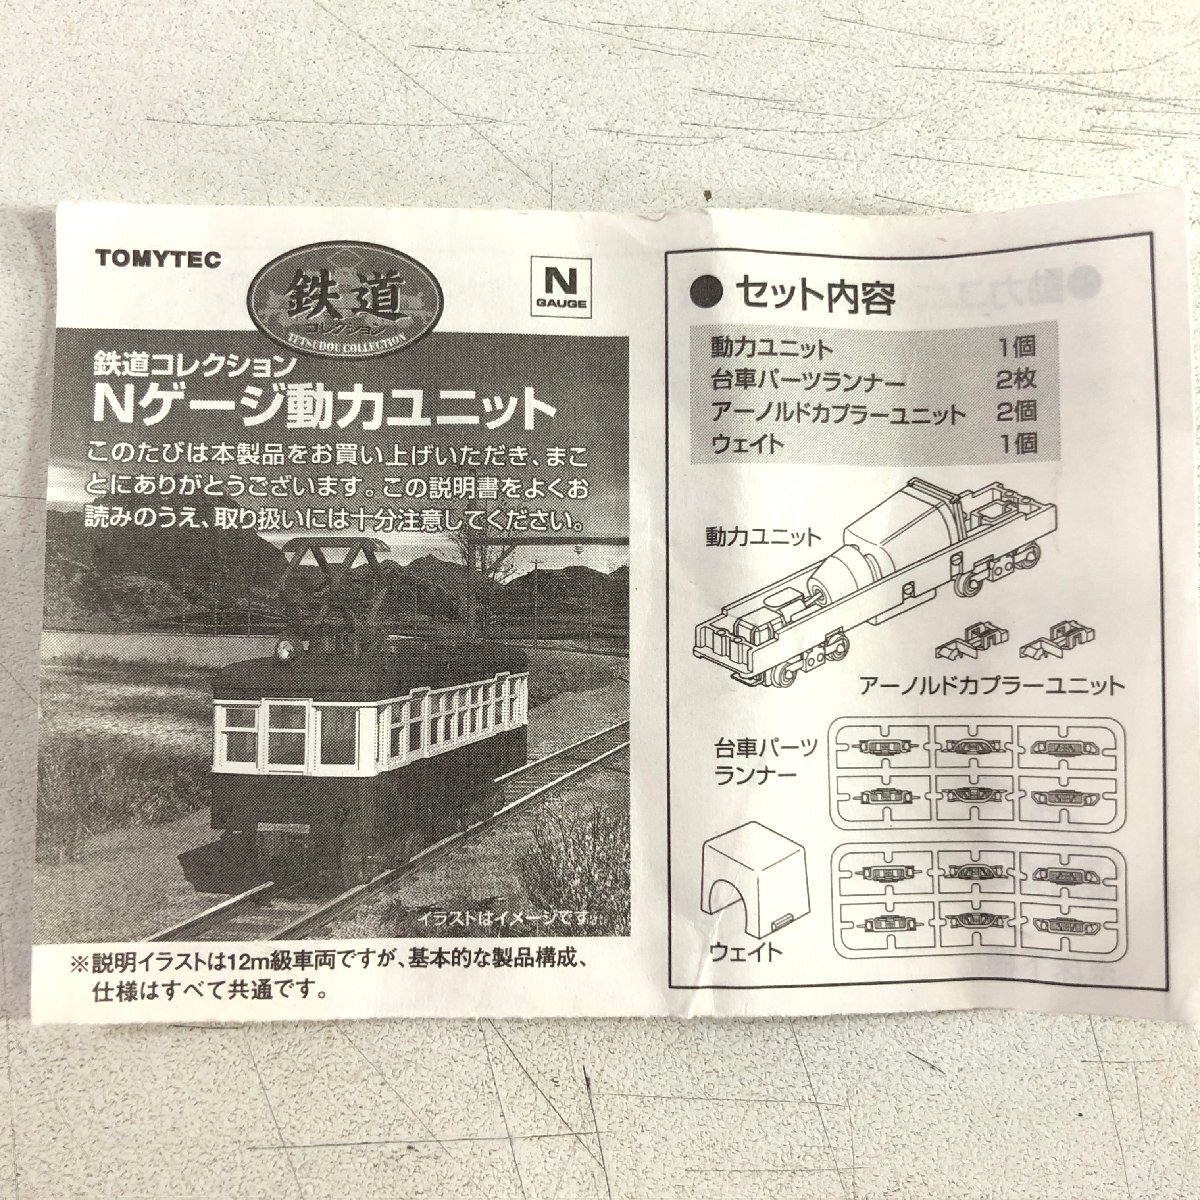 TOMYTEC
鉄道
コレクション
TETSUDOU COLLECTION
N
GAUGE
鉄道コレクション
Nゲージ動力ユニット
このたびは本製品をお買い上げいただき、まこ
とにありがとうございます。この説明書をよくお
読みのうえ、取り扱いには十分注意してください。
イラストはイメージです。
※説明イラストは12m級車両ですが、基本的な製品構成、
仕様はすべて共通です。
●セット内容
動力ユニット 1個
台車パーツランナー 2枚
アーノルドカプラーユニット 2個
ウェイト 1個
動力ユニット
アーノルドカプラーユニット
台車パーツ
ランナー
ウェイト